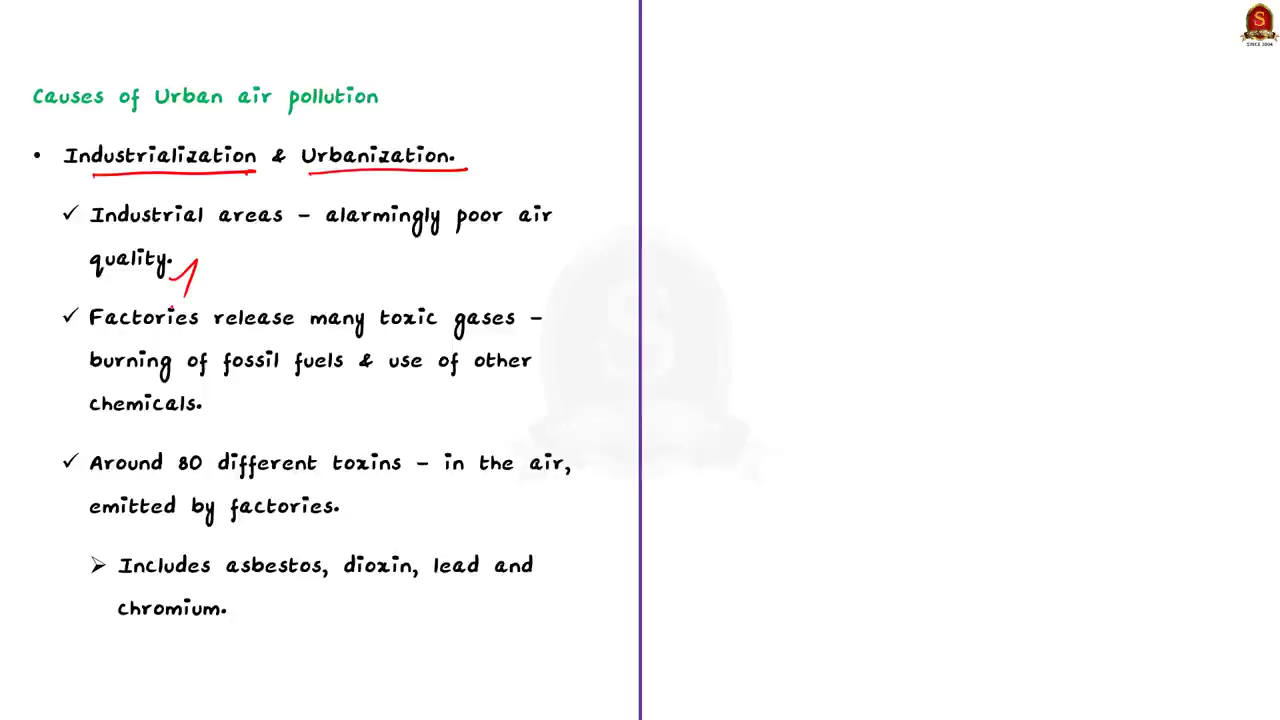 Causes of Urban air pollution
• Industrialization & Urbanization.
✓ Industrial areas – alarmingly poor air
quality.
✓ Factories release many toxic gases –
burning of fossil fuels & use of other
chemicals.
✓ Around 80 different toxins – in the air,
emitted by factories.
➢ Includes asbestos, dioxin, lead and
chromium.
S
SINCE 2004
S